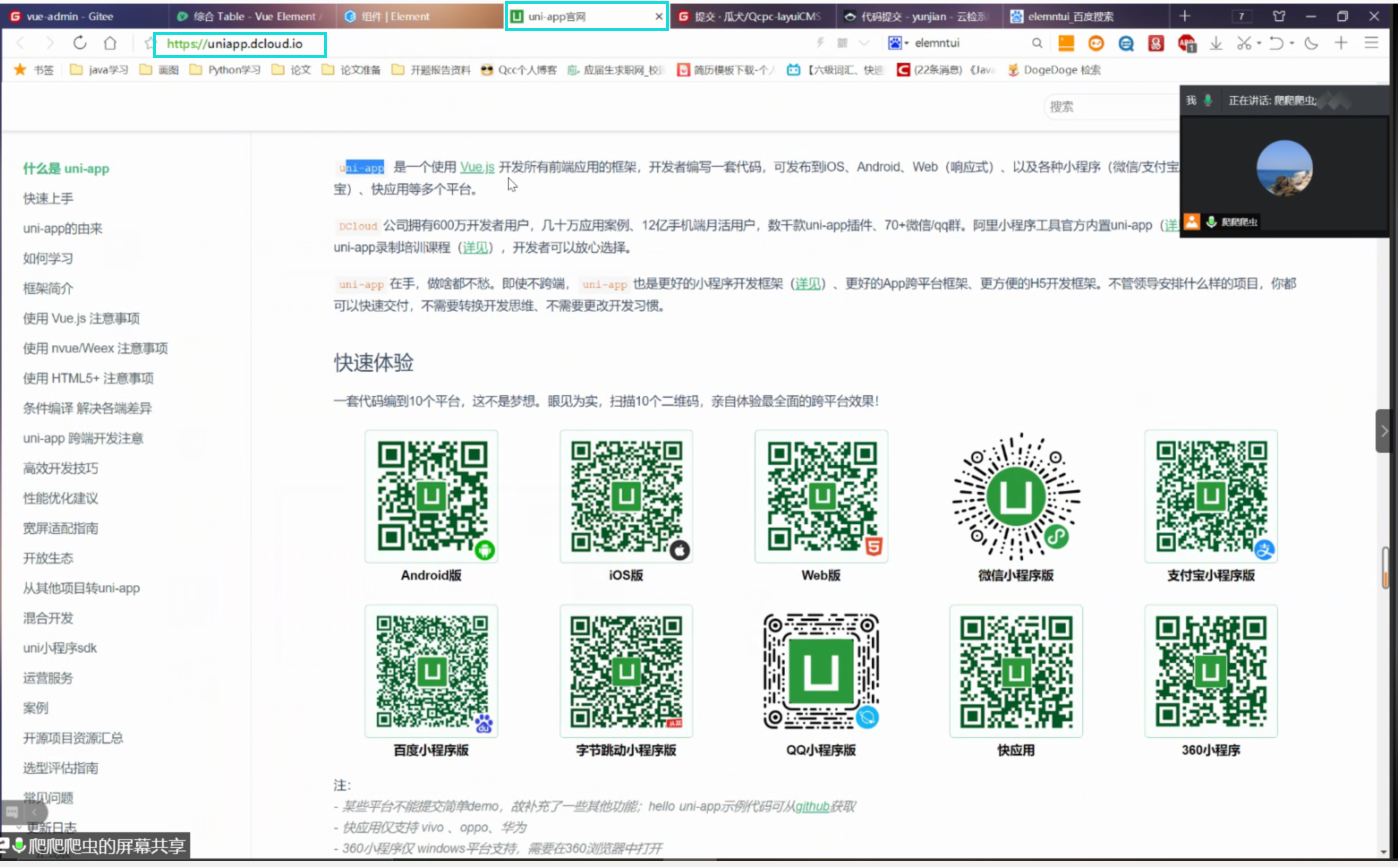 vue-admin - Gitee
综合 Table - Vue Element
组件 | Element
uni-app官网
提交 · 瓜犬/Qcpc-layuiCMS
代码提交 - yunjian - 云检
elemntui_百度搜索
7
https://uniapp.dcloud.io
elemntui
书签 java学习 画图 Python学习 论文 论文准备 开题报告资料 Qcc个人博客 应届生求职网_校 简历模板下载-个人 【六级词汇、快速 (22条消息) 《Java DogeDoge 检索
搜索
我 正在讲话: 爬爬爬虫;
爬爬爬虫
什么是 uni-app
快速上手
uni-app的由来
如何学习
框架简介
使用 Vue.js 注意事项
使用 nvue/Weex 注意事项
使用 HTML5+ 注意事项
条件编译 解决各端差异
uni-app 跨端开发注意
高效开发技巧
性能优化建议
宽屏适配指南
开放生态
从其他项目转uni-app
混合开发
uni小程序sdk
运营服务
案例
开源项目资源汇总
选型评估指南
常见问题
更新日志
爬爬爬虫的屏幕共享
uni-app 是一个使用 Vue.js 开发所有前端应用的框架，开发者编写一套代码，可发布到iOS、Android、Web（响应式）、以及各种小程序（微信/支付宝
宝）、快应用等多个平台。
DCloud 公司拥有600万开发者用户，几十万应用案例、12亿手机端月活用户，数千款uni-app插件、70+微信/qq群。阿里小程序工具官方内置uni-app（详
uni-app录制培训课程（详见），开发者可以放心选择。
uni-app 在手，做啥都不愁。即使不跨端，uni-app 也是更好的小程序开发框架（详见）、更好的App跨平台框架、更方便的H5开发框架。不管领导安排什么样的项目，你都
可以快速交付，不需要转换开发思维、不需要更改开发习惯。
快速体验
一套代码编到10个平台，这不是梦想。眼见为实，扫描10个二维码，亲自体验最全面的跨平台效果！
Android版 iOS版 Web版 微信小程序版 支付宝小程序版
百度小程序版 字节跳动小程序版 QQ小程序版 快应用 360小程序
注:
- 某些平台不能提交简单demo，故补充了一些其他功能；hello uni-app示例代码可从github获取
- 快应用仅支持 vivo 、oppo、华为
- 360小程序仅 windows平台支持，需要在360浏览器中打开